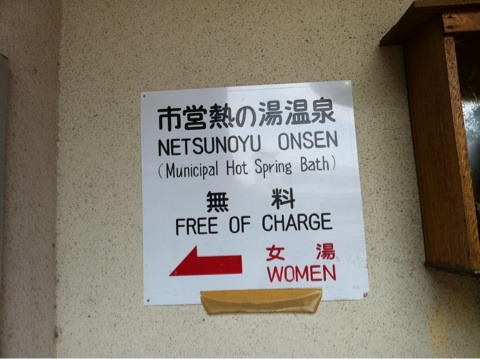 市営熱の湯温泉
NETSUNOYU ONSEN
(Municipal Hot Spring Bath)
無料
FREE OF CHARGE
女湯
WOMEN